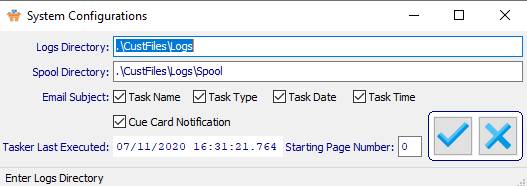 System Configurations
Logs Directory: .\CustFiles\Logs
Spool Directory: .\CustFiles\Logs\Spool
Email Subject: Task Name Task Type Task Date Task Time
Cue Card Notification
Tasker Last Executed: 07/11/2020 16:31:21.764 Starting Page Number: 0
Enter Logs Directory